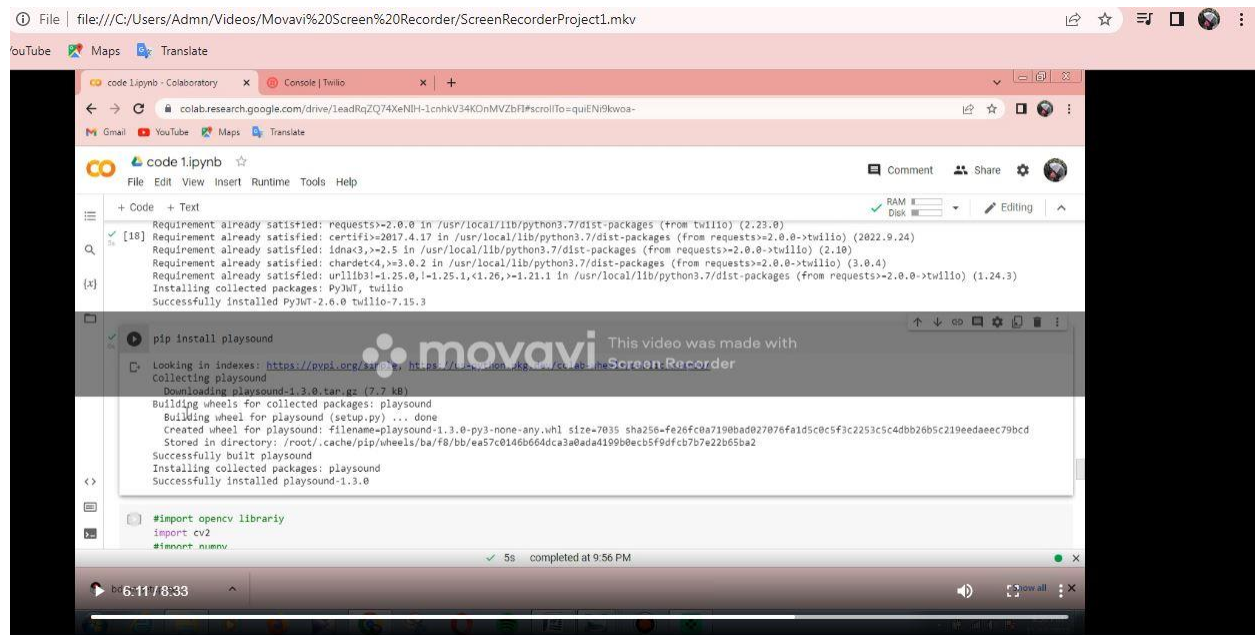 File | file:///C:/Users/Admn/Videos/Movavi%20Screen%20Recorder/ScreenRecorderProject1.mkv
ouTube Maps Translate
code 1.ipynb - Colaboratory Console | Twilio
colab.research.google.com/drive/1eadRqZQ74XeNIH-1cnhkV34KOnMVZbFl#scrollTo=quiENi9kwoa-
Gmail YouTube Maps Translate
CO code 1.ipynb
File Edit View Insert Runtime Tools Help
Comment Share
+ Code + Text
RAM
Disk
Editing
Requirement already satisfied: requests>=2.0.0 in /usr/local/lib/python3.7/dist-packages (from twilio) (2.23.0)
[18] Requirement already satisfied: certifi>=2017.4.17 in /usr/local/lib/python3.7/dist-packages (from requests>=2.0.0->twilio) (2022.9.24)
Requirement already satisfied: idna<3,>=2.5 in /usr/local/lib/python3.7/dist-packages (from requests>=2.0.0->twilio) (2.10)
Requirement already satisfied: chardet<4,>=3.0.2 in /usr/local/lib/python3.7/dist-packages (from requests>=2.0.0->twilio) (3.0.4)
Requirement already satisfied: urllib3!=1.25.0,!=1.25.1,<1.26,>=1.21.1 in /usr/local/lib/python3.7/dist-packages (from requests>=2.0.0->twilio) (1.24.3)
Installing collected packages: PyJWT, twilio
Successfully installed PyJWT-2.6.0 twilio-7.15.3
pip install playsound
movavi
This video was made with
Screen Recorder
Looking in indexes: https://pypi.org/simple,
Collecting playsound
Downloading playsound-1.3.0.tar.gz (7.7 kB)
Building wheels for collected packages: playsound
Building wheel for playsound (setup.py) ... done
Created wheel for playsound: filename=playsound-1.3.0-py3-none-any.whl size=7035 sha256=fe26fc0a7190bad027076fa1d5c0c5f3c2253c5c4dbb26b5c219eedaeec79bcd
Stored in directory: /root/.cache/pip/wheels/ba/f8/bb/ea57c0146b664dca3a0ada4199b0ecb5f9dfcb7b7e22b65ba2
Successfully built playsound
Installing collected packages: playsound
Successfully installed playsound-1.3.0
#import opencv librariy
import cv2
#import numpy
5s completed at 9:56 PM
6:11 / 8:33
Show all